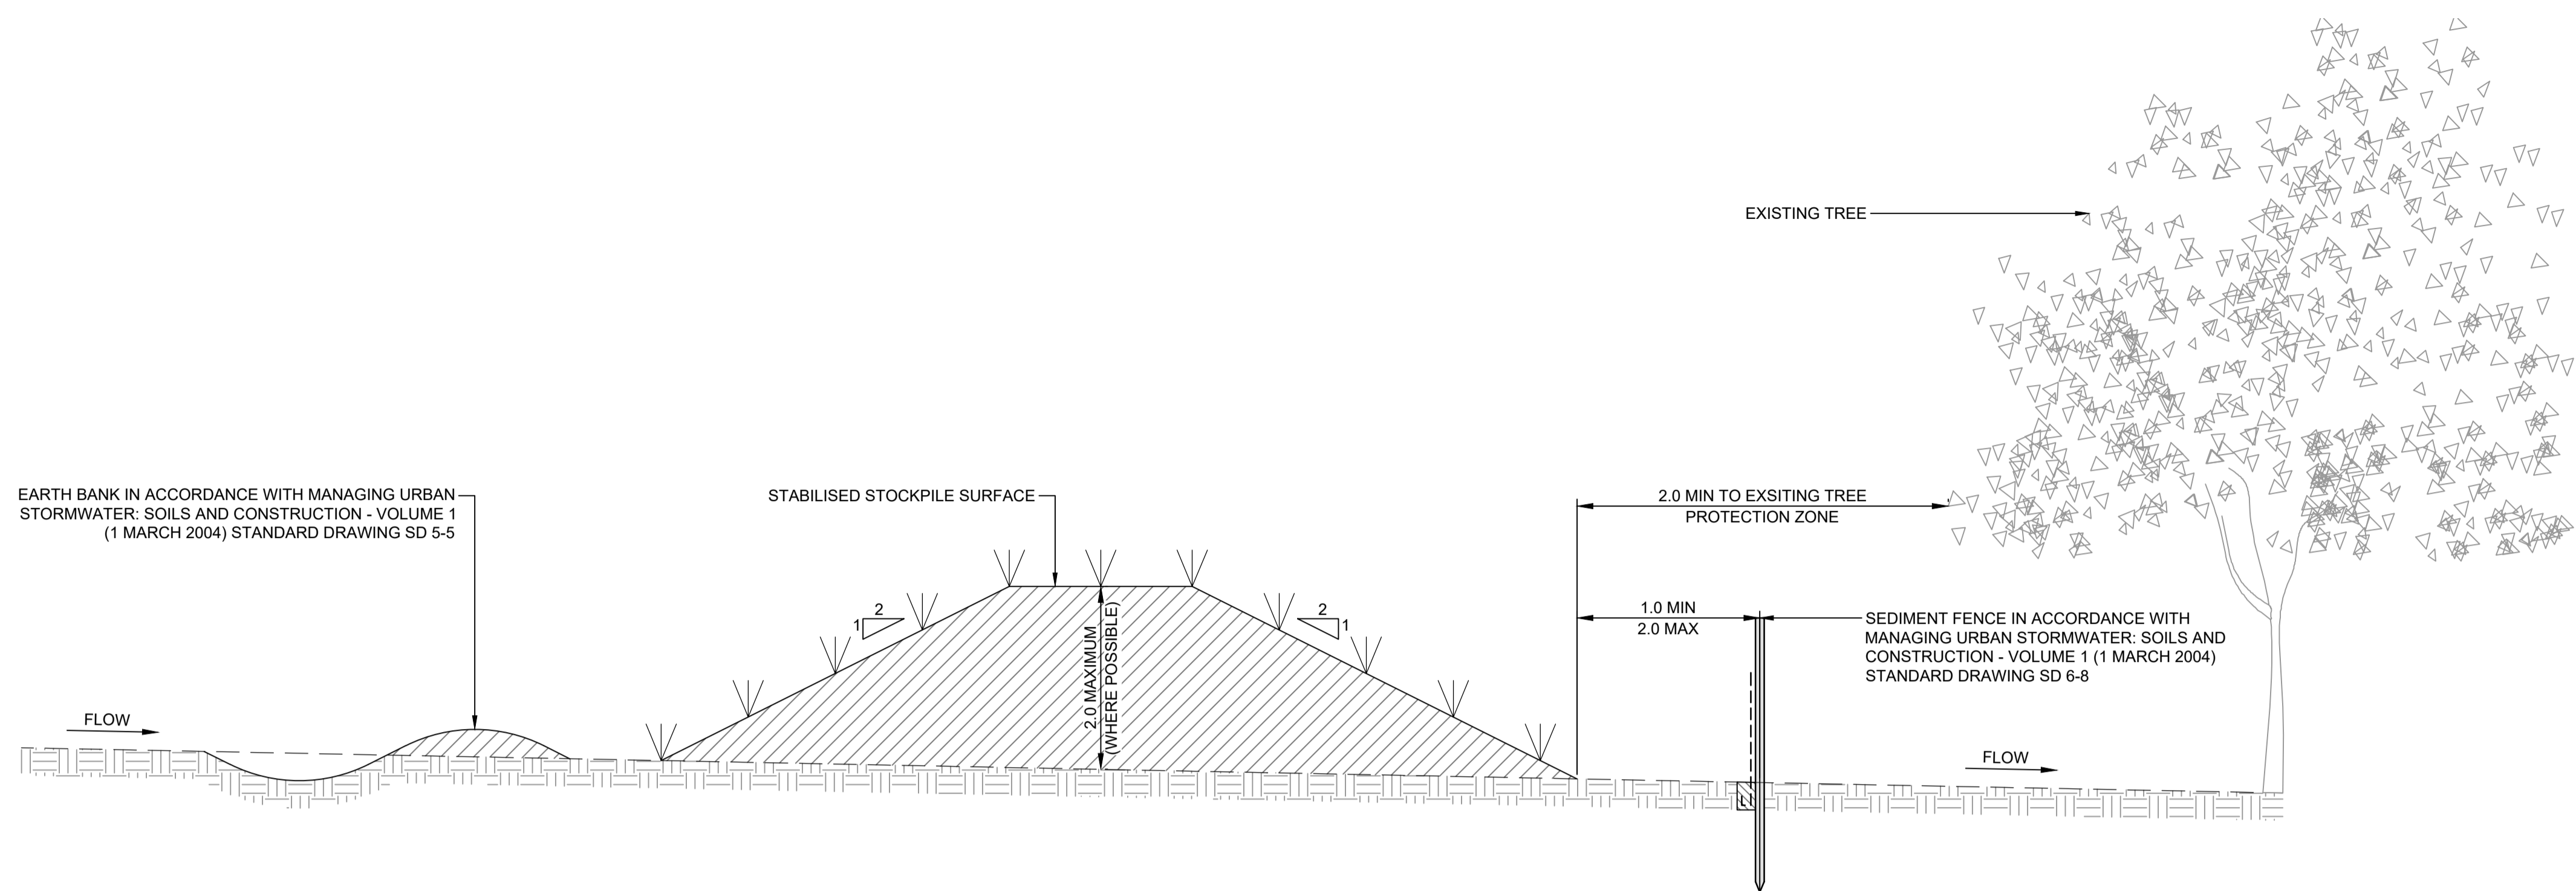 EXISTING TREE
EARTH BANK IN ACCORDANCE WITH MANAGING URBAN
STORMWATER: SOILS AND CONSTRUCTION - VOLUME 1
(1 MARCH 2004) STANDARD DRAWING SD 5-5
STABILISED STOCKPILE SURFACE
2.0 MIN TO EXSITING TREE
PROTECTION ZONE
2
1
2.0 MAXIMUM
(WHERE POSSIBLE)
2
1
1.0 MIN
2.0 MAX
SEDIMENT FENCE IN ACCORDANCE WITH
MANAGING URBAN STORMWATER: SOILS AND
CONSTRUCTION - VOLUME 1 (1 MARCH 2004)
STANDARD DRAWING SD 6-8
FLOW
FLOW